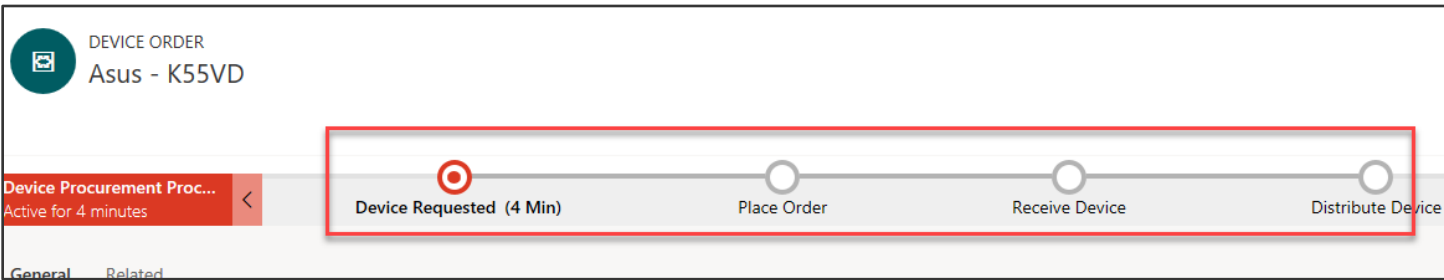 DEVICE ORDER
Asus - K55VD
Device Procurement Proc...
Active for 4 minutes
Device Requested (4 Min)
Place Order
Receive Device
Distribute Device
General Related